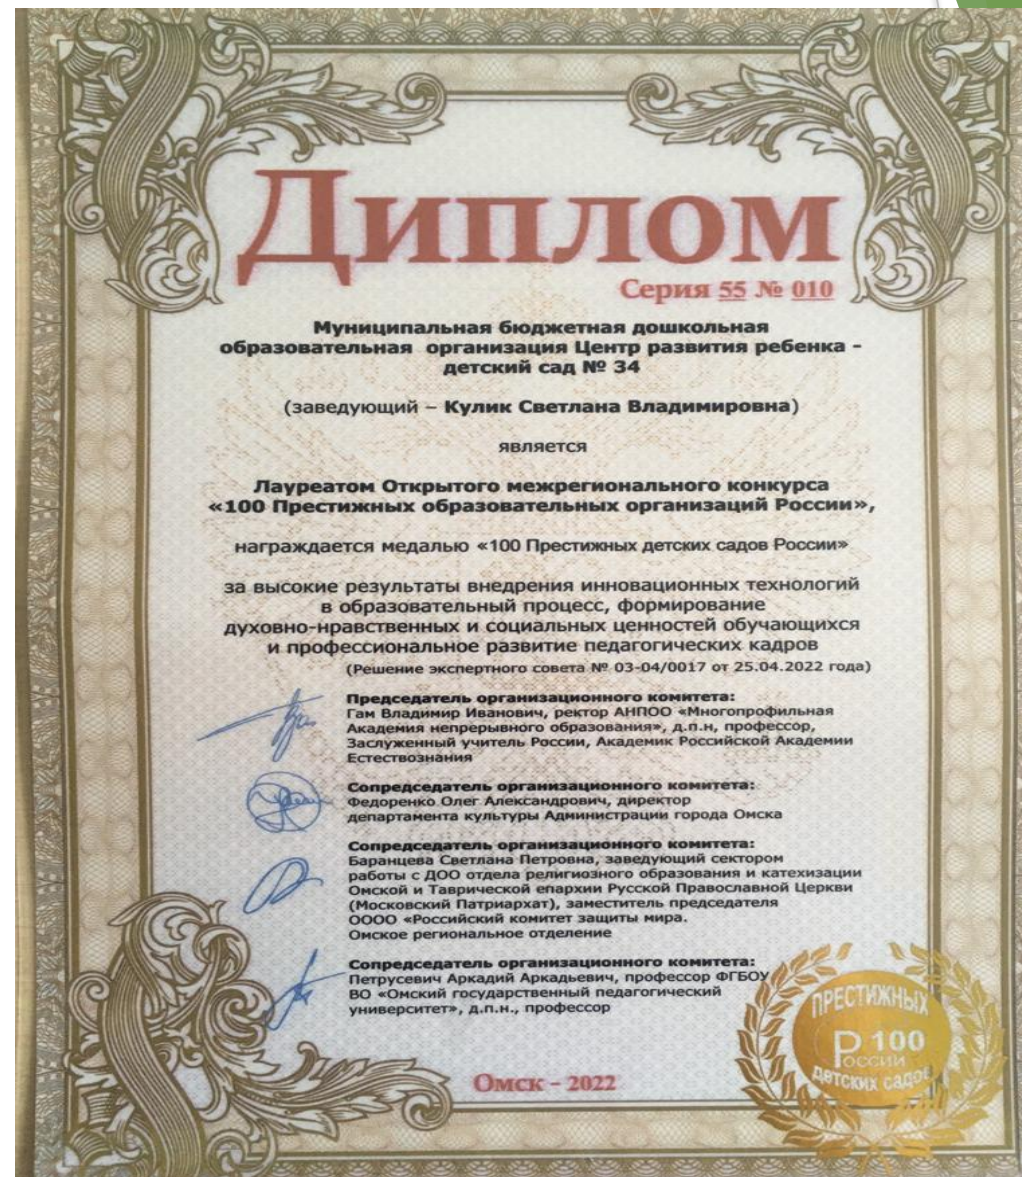 Диплом
Серия 55 № 010
Муниципальная бюджетная дошкольная
образовательная организация Центр развития ребенка -
детский сад № 34
(заведующий – Кулик Светлана Владимировна)
является
Лауреатом Открытого межрегионального конкурса
«100 Престижных образовательных организаций России»,
награждается медалью «100 Престижных детских садов России»
за высокие результаты внедрения инновационных технологий
в образовательный процесс, формирование
духовно-нравственных и социальных ценностей обучающихся
и профессиональное развитие педагогических кадров
(Решение экспертного совета № 03-04/0017 от 25.04.2022 года)
Председатель организационного комитета:
Гам Владимир Иванович, ректор АНПОО «Многопрофильная
Академия непрерывного образования», д.п.н, профессор,
Заслуженный учитель России, Академик Российской Академии
Естествознания
Сопредседатель организационного комитета:
Федоренко Олег Александрович, директор
департамента культуры Администрации города Омска
Сопредседатель организационного комитета:
Баранцева Светлана Петровна, заведующий сектором
работы с ДОО отдела религиозного образования и катехизации
Омской и Таврической епархии Русской Православной Церкви
(Московский Патриархат), заместитель председателя
ОООО «Российский комитет защиты мира.
Омское региональное отделение
Сопредседатель организационного комитета:
Петрусевич Аркадий Аркадьевич, профессор ФГБОУ
ВО «Омский государственный педагогический
университет», д.п.н., профессор
ПРЕСТИЖНЫХ
100
России
детских садов
Омск - 2022